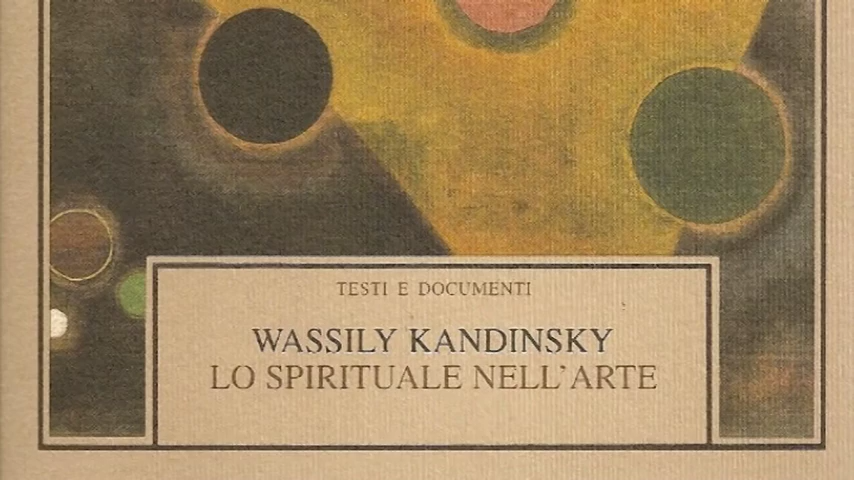 TESTI E DOCUMENTI
WASSILY KANDINSKY
LO SPIRITUALE NELL'ARTE